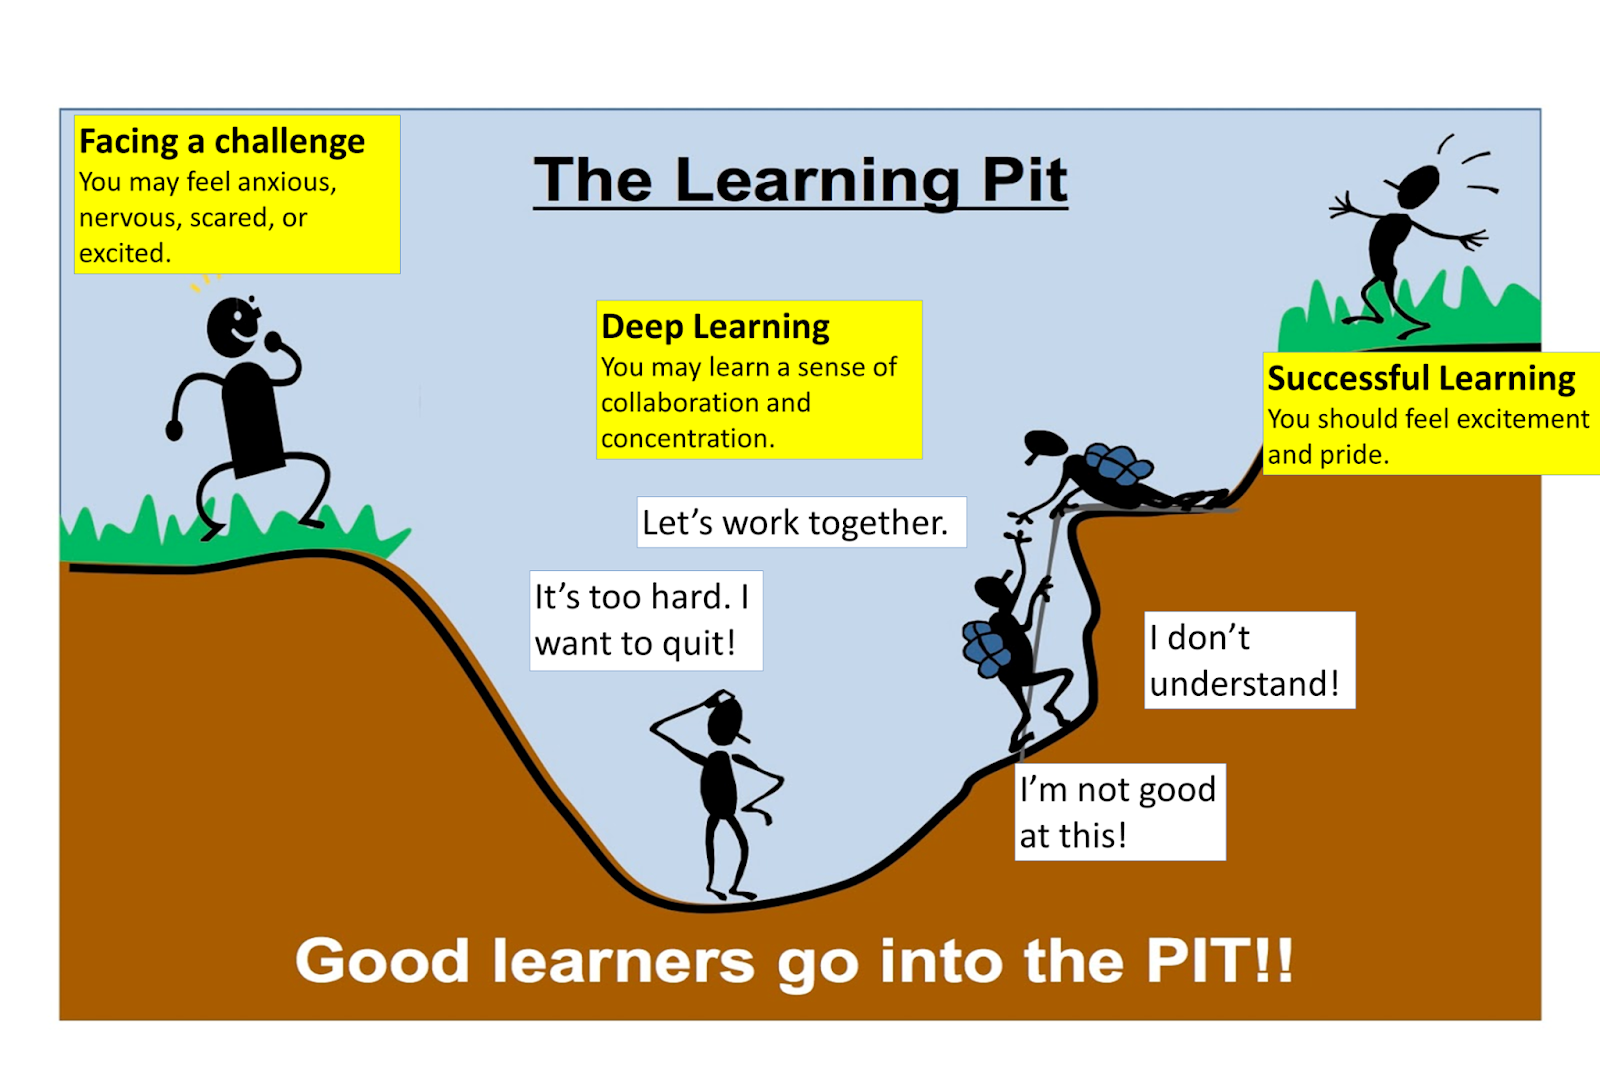 The Learning Pit
Facing a challenge
You may feel anxious,
nervous, scared, or
excited.
Deep Learning
You may learn a sense of
collaboration and
concentration.
Successful Learning
You should feel excitement
and pride.
Let’s work together.
It’s too hard. I
want to quit!
I don’t
understand!
I’m not good
at this!
Good learners go into the PIT!!